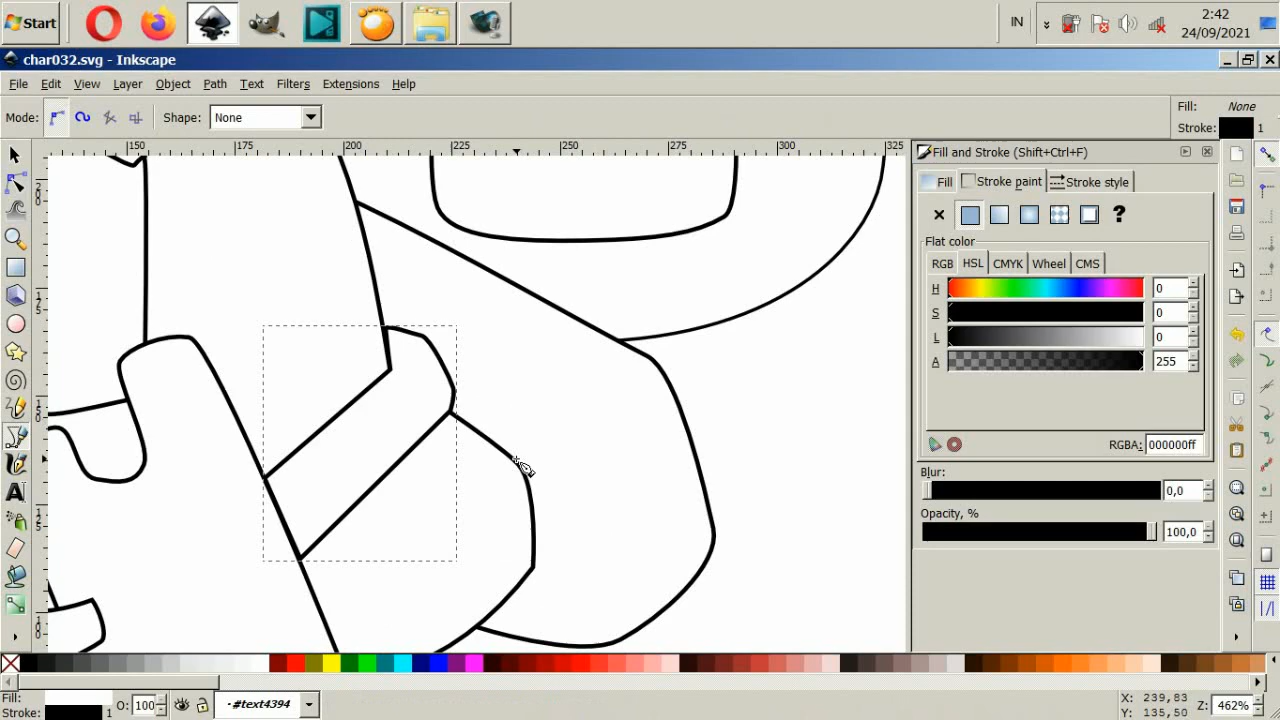 Start
IN
2:42
24/09/2021
char032.svg - Inkscape
File Edit View Layer Object Path Text Filters Extensions Help
Mode:
Shape: None
Fill: None
Stroke: 1
150 175 200 225 250 275 300 325
Fill and Stroke (Shift+Ctrl+F)
Fill Stroke paint Stroke style
?
Flat color
RGB HSL CMYK Wheel CMS
H 0
S 0
L 0
A 255
RGBA: 000000ff
Blur:
0,0
Opacity, %
100,0
Fill:
Stroke: 1
O: 100
·#text4394
X: 239,83
Y: 135,50
Z: 462%